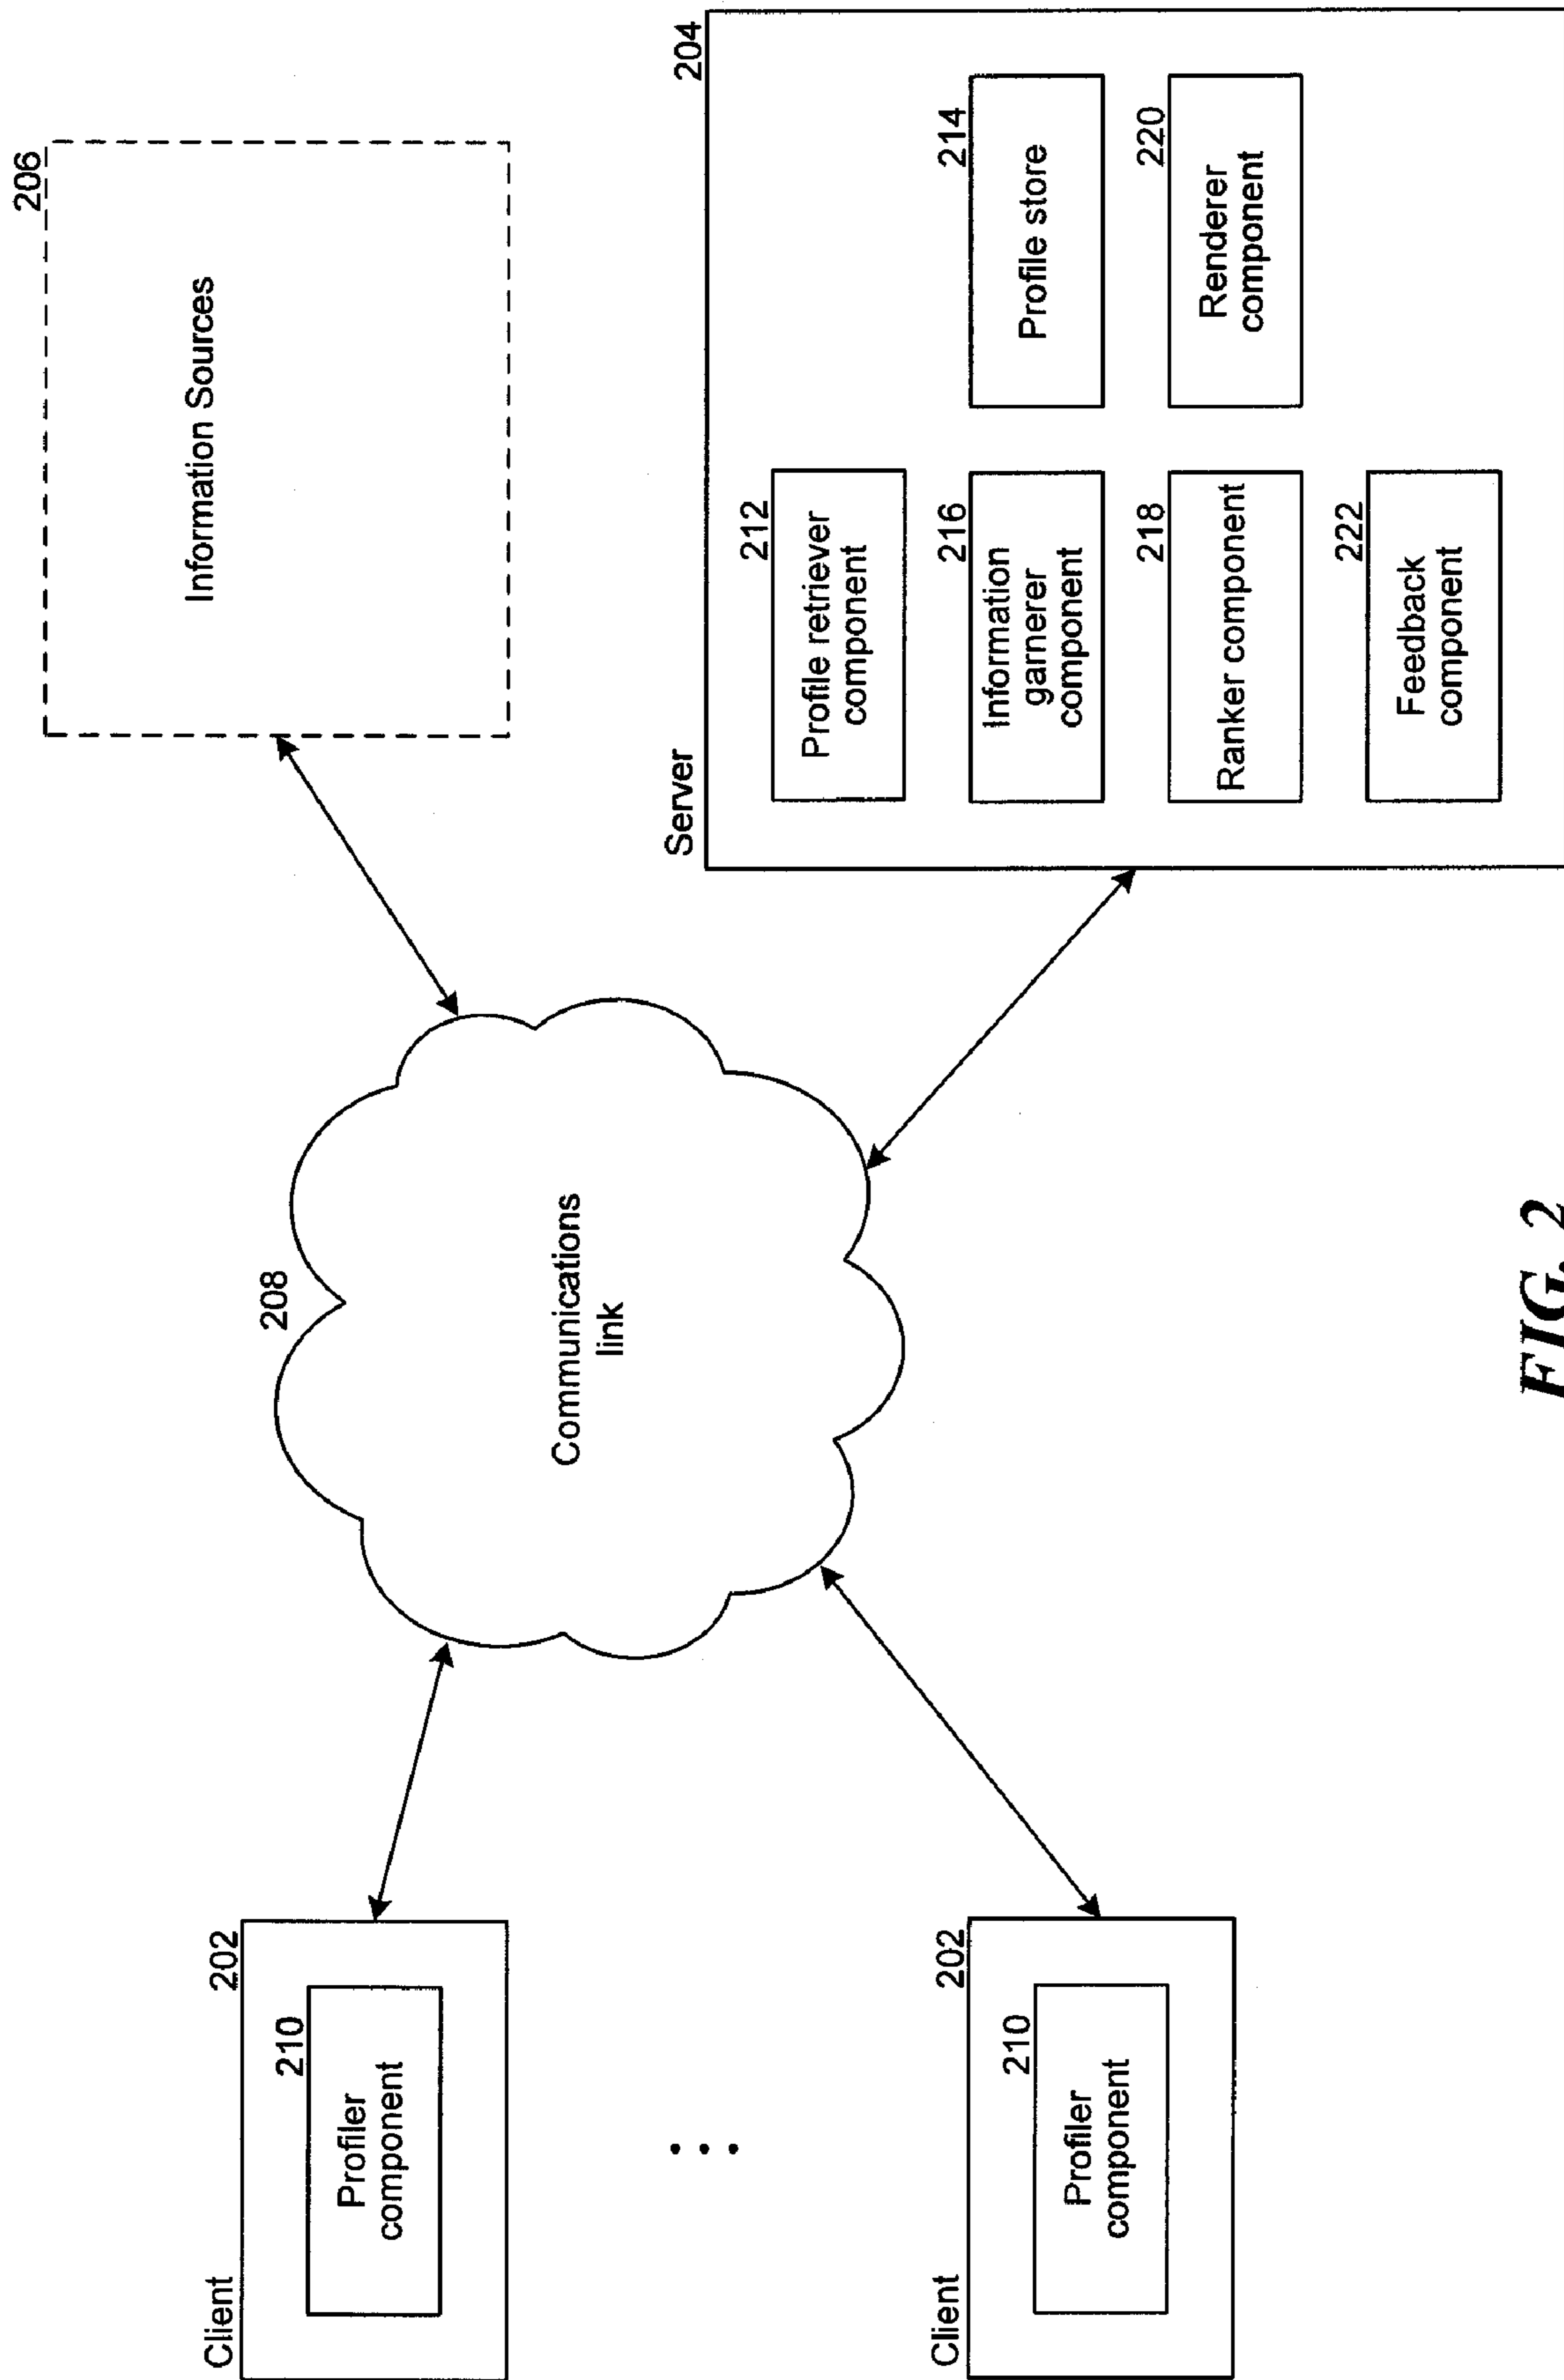 Client
202
210
Profiler
component
Client
202
210
Profiler
component
208
Communications
link
206
Information Sources
Server
204
212
Profile retriever
component
214
Profile store
216
Information
garnerer
component
218
Ranker component
220
Renderer
component
222
Feedback
component
FIG. 2